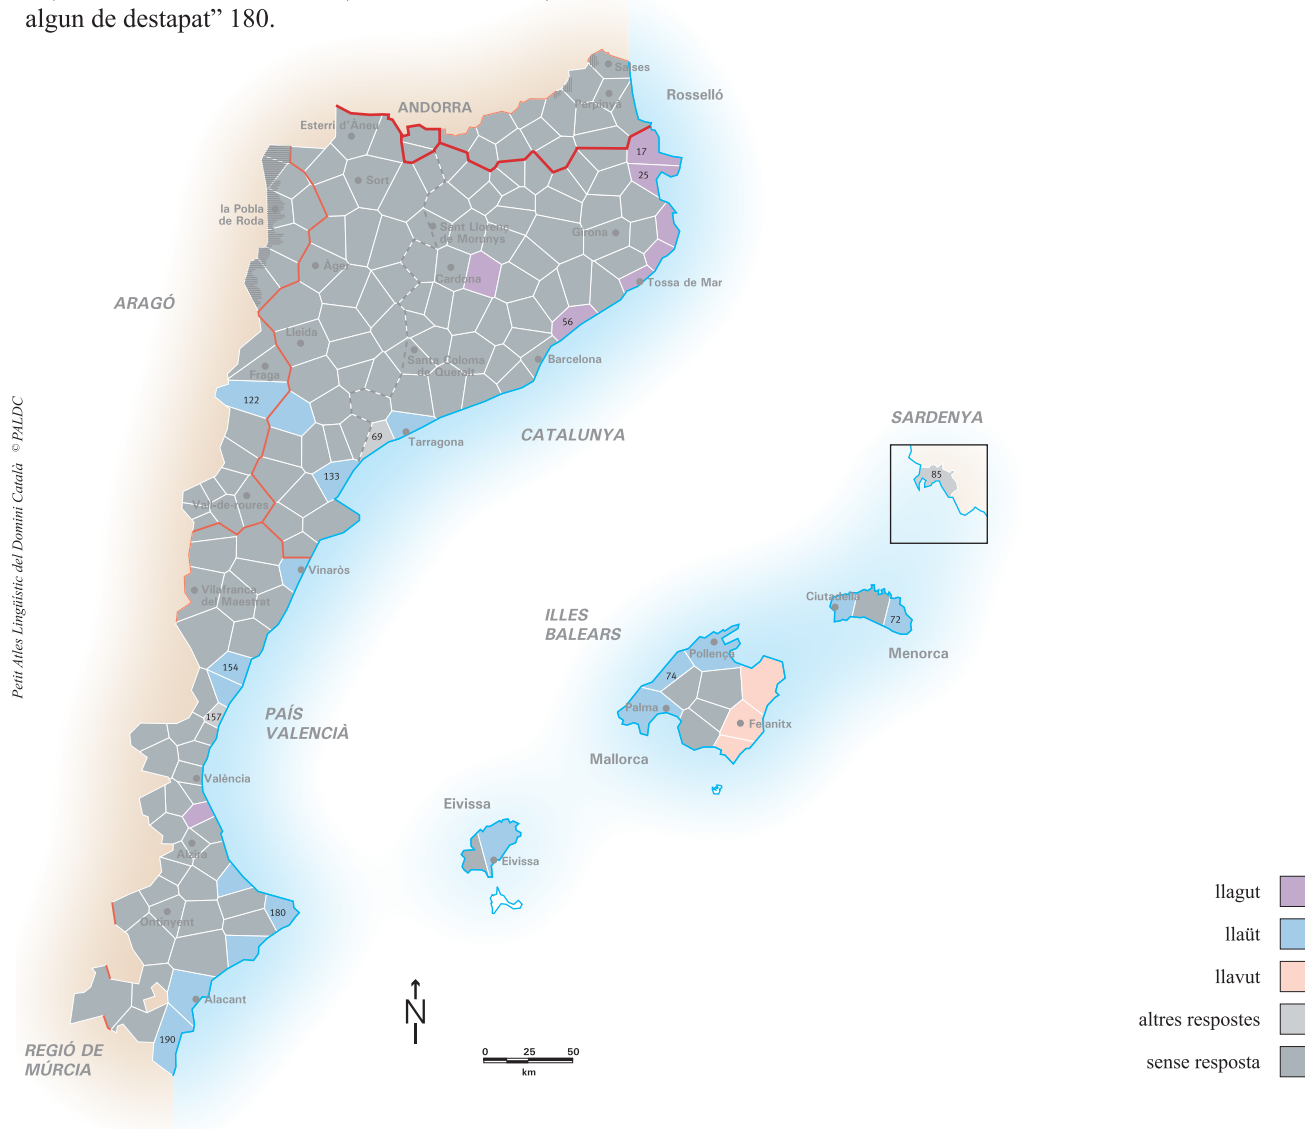 algun de destapat” 180.
Salses
Rosselló
Perpinyà
ANDORRA
Esterri d'Àneu
17
25
Sort
la Pobla
de Roda
Sant Llorenç
de Morunys
Girona
Àger
Cardona
Tossa de Mar
ARAGÓ
56
Lleida
Santa Coloma
de Queralt
Barcelona
Fraga
122
69
Tarragona
CATALUNYA
SARDENYA
85
133
Vall-de-roures
Petit Atles Lingüístic del Domini Català © PALDC
Vinaròs
Vilafranca
del Maestrat
ILLES
BALEARS
Ciutadella
72
Menorca
Pollença
154
74
157
PAÍS
VALENCIÀ
Palma
Felanitx
Mallorca
València
Eivissa
Alzira
Eivissa
180
Ontinyent
Alacant
190
REGIÓ DE
MÚRCIA
N
0 25 50
km
llagut
llaüt
llavut
altres respostes
sense resposta